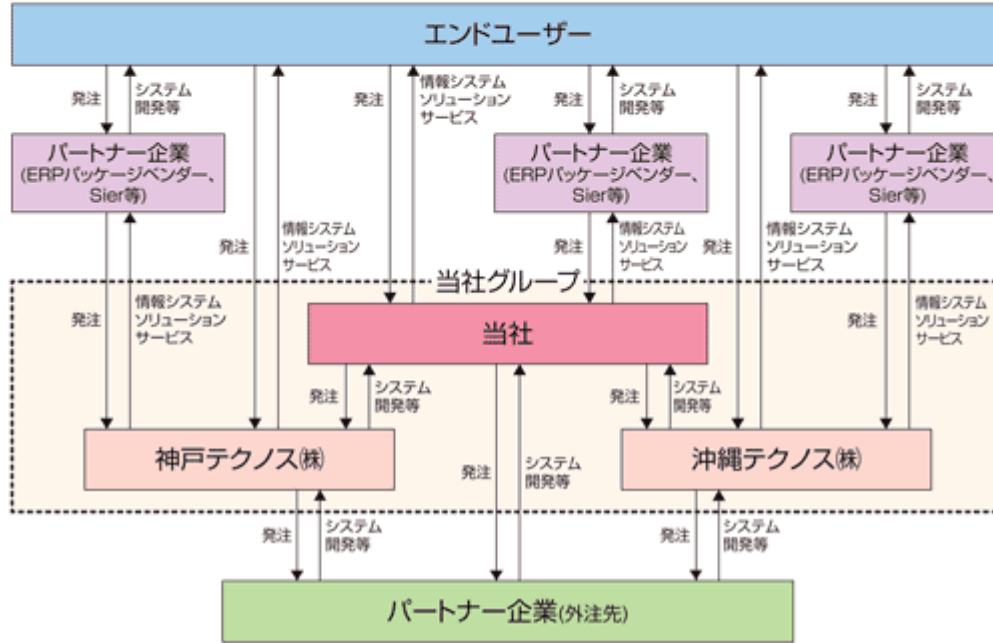 エンドユーザー
発注
システム
開発等
発注
発注
情報システム
ソリューション
サービス
発注
システム
開発等
発注
システム
開発等
パートナー企業
(ERPパッケージベンダー、
Sier等)
パートナー企業
(ERPパッケージベンダー、
Sier等)
パートナー企業
(ERPパッケージベンダー、
Sier等)
発注
情報システム
ソリューション
サービス
発注
情報システム
ソリューション
サービス
発注
情報システム
ソリューション
サービス
当社グループ
発注
情報システム
ソリューション
サービス
当社
発注
情報システム
ソリューション
サービス
発注
システム
開発等
発注
システム
開発等
神戸テクノス㈱
発注
システム
開発等
沖縄テクノス㈱
発注
システム
開発等
発注
システム
開発等
パートナー企業(外注先)